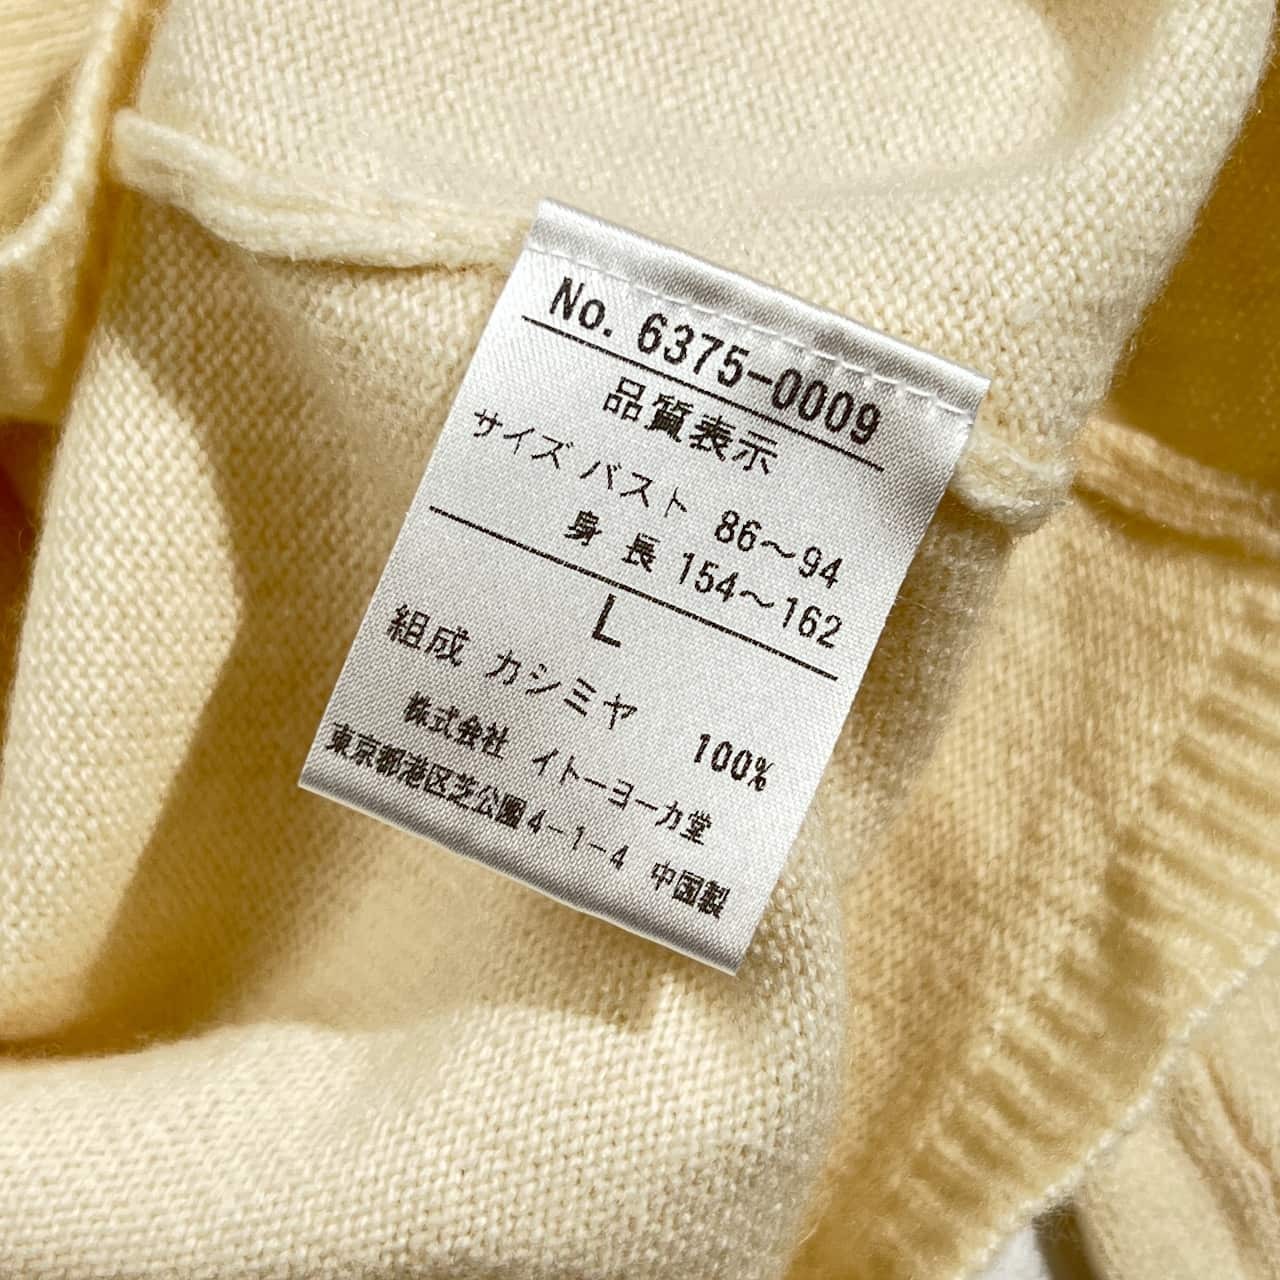 No. 6375-0009
品質表示
サイズ バスト 86～94
身長 154～162
L
組成 カシミヤ 100%
株式会社 イトーヨーカ堂
東京都港区芝公園4-1-4 中国製